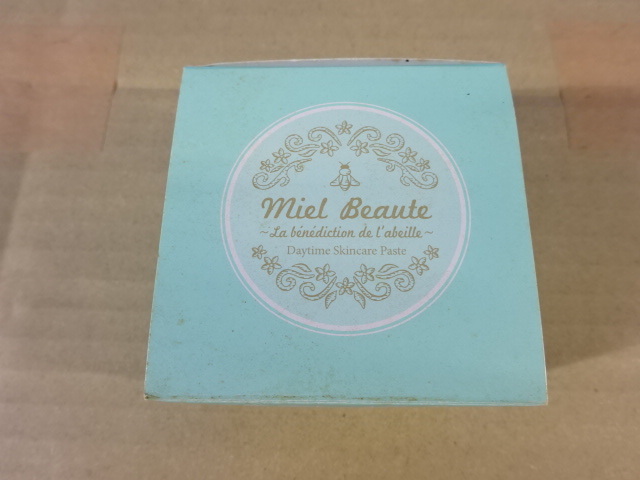 Miel Beaute
~La bénédiction de l'abeille~
Daytime Skincare Paste